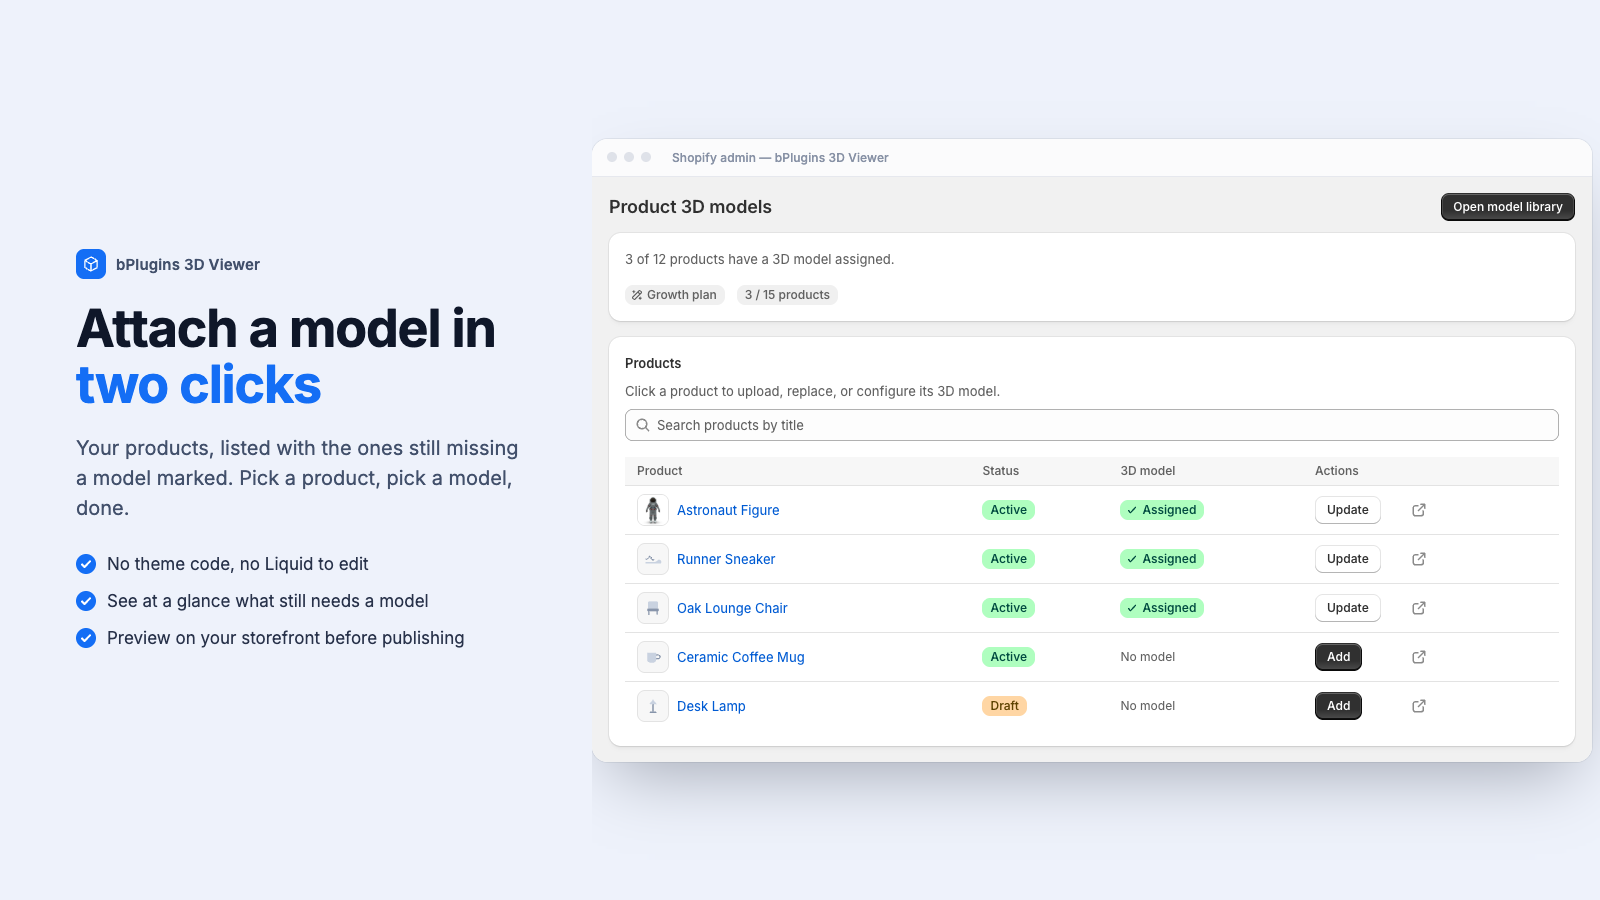 bPlugins 3D Viewer
Attach a model in
two clicks
Your products, listed with the ones still missing
a model marked. Pick a product, pick a model,
done.
No theme code, no Liquid to edit
See at a glance what still needs a model
Preview on your storefront before publishing
Shopify admin — bPlugins 3D Viewer
Product 3D models
Open model library
3 of 12 products have a 3D model assigned.
Growth plan 3 / 15 products
Products
Click a product to upload, replace, or configure its 3D model.
Search products by title
Product Status 3D model Actions
Astronaut Figure Active Assigned Update
Runner Sneaker Active Assigned Update
Oak Lounge Chair Active Assigned Update
Ceramic Coffee Mug Active No model Add
Desk Lamp Draft No model Add